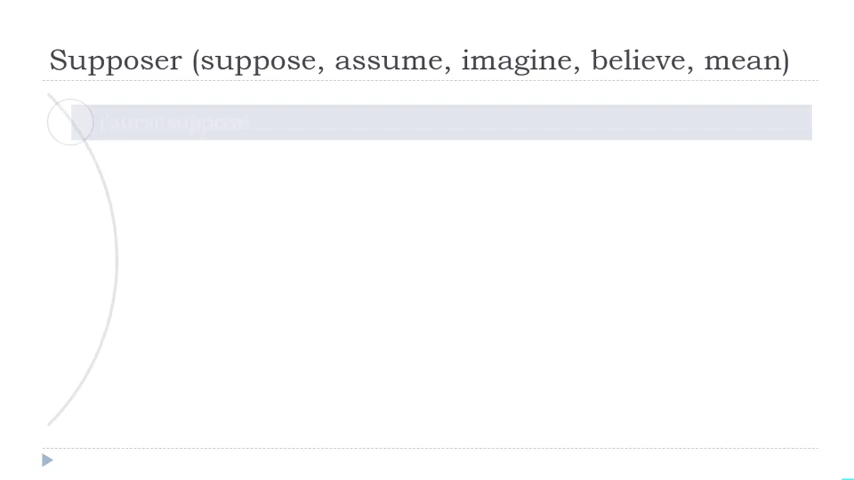 Supposer (suppose, assume, imagine, believe, mean)
j'aurai supposé